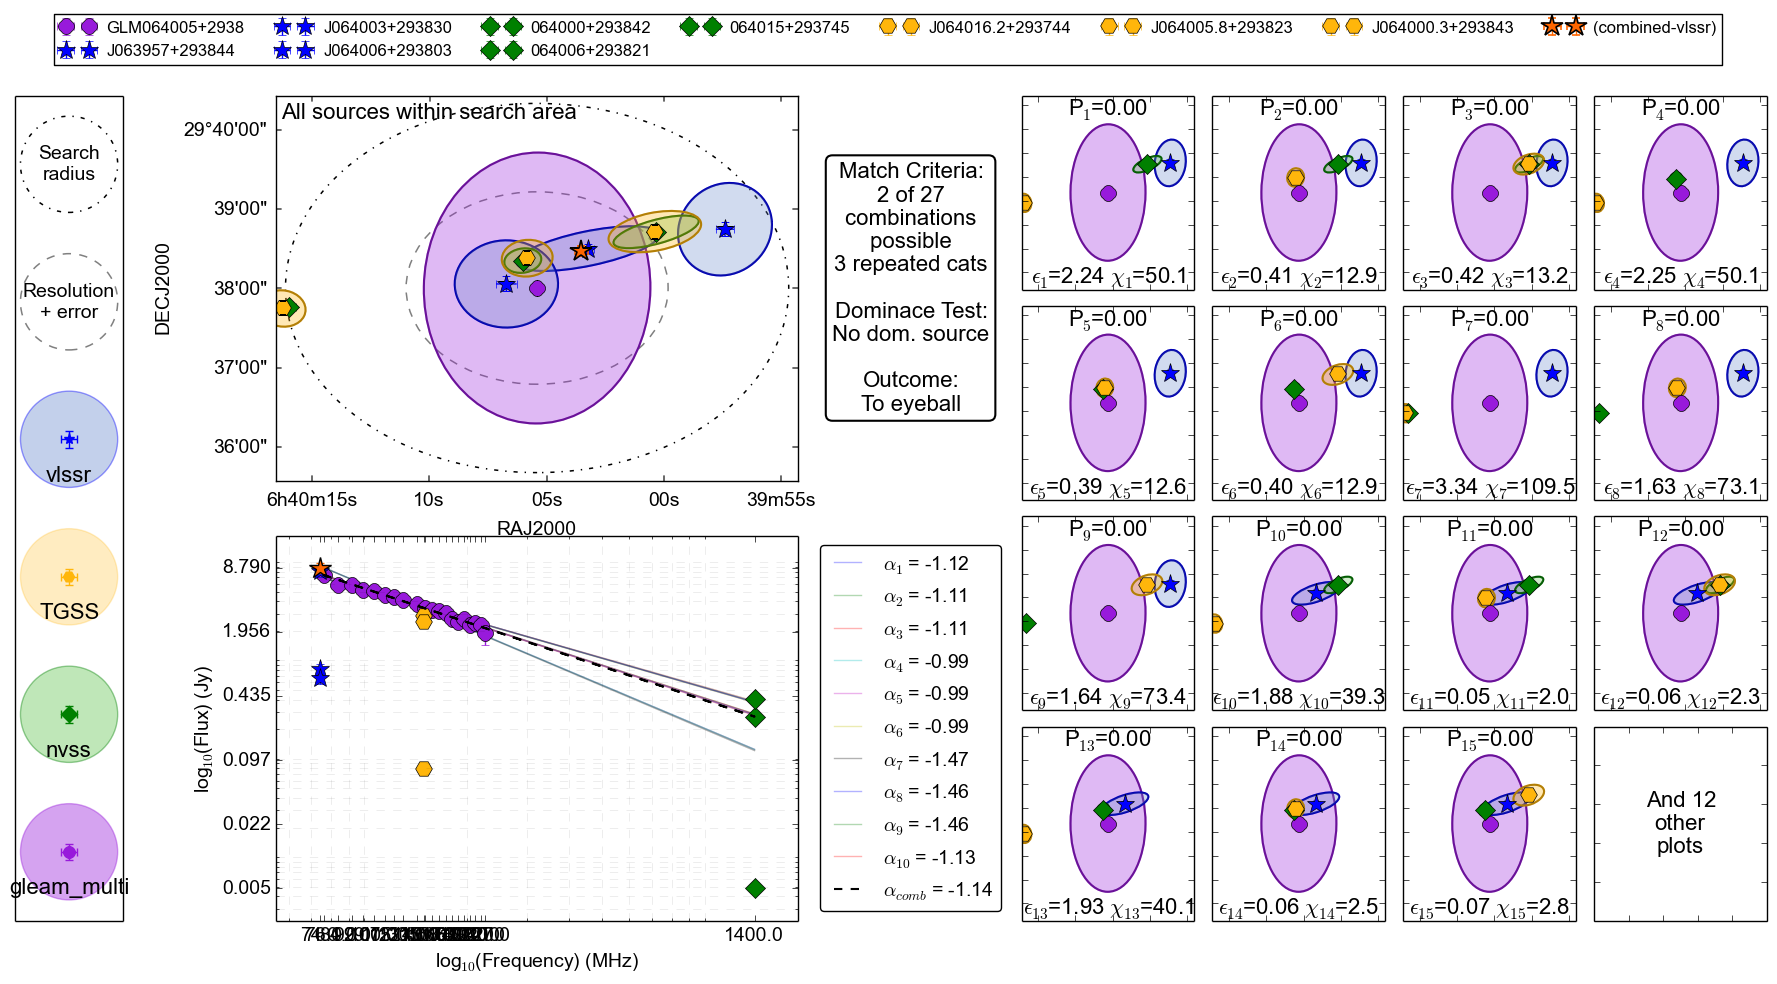 GLM064005+2938 J064003+293830 064000+293842 064015+293745 J064016.2+293744 J064005.8+293823 J064000.3+293843 (combined-vlssr)
J063957+293844 J064006+293803 064006+293821
Search
radius
Resolution
+ error
vlssr
TGSS
nvss
gleam_multi
All sources within search area
29°40'00"
39'00"
38'00"
37'00"
36'00"
DECJ2000
6h40m15s 10s 05s 00s 39m55s
RAJ2000
Match Criteria:
2 of 27
combinations
possible
3 repeated cats
Dominace Test:
No dom. source
Outcome:
To eyeball
8.790
1.956
0.435
0.097
0.022
0.005
log10(Flux) (Jy)
1400.0
log10(Frequency) (MHz)
α1 = -1.12
α2 = -1.11
α3 = -1.11
α4 = -0.99
α5 = -0.99
α6 = -0.99
α7 = -1.47
α8 = -1.46
α9 = -1.46
α10 = -1.13
αcomb = -1.14
P1=0.00 P2=0.00 P3=0.00 P4=0.00
ϵ1=2.24 χ1=50.1 ϵ2=0.41 χ2=12.9 ϵ3=0.42 χ3=13.2 ϵ4=2.25 χ4=50.1
P5=0.00 P6=0.00 P7=0.00 P8=0.00
ϵ5=0.39 χ5=12.6 ϵ6=0.40 χ6=12.9 ϵ7=3.34 χ7=109.5 ϵ8=1.63 χ8=73.1
P9=0.00 P10=0.00 P11=0.00 P12=0.00
ϵ9=1.64 χ9=73.4 ϵ10=1.88 χ10=39.3 ϵ11=0.05 χ11=2.0 ϵ12=0.06 χ12=2.3
P13=0.00 P14=0.00 P15=0.00
ϵ13=1.93 χ13=40.1 ϵ14=0.06 χ14=2.5 ϵ15=0.07 χ15=2.8
And 12
other
plots